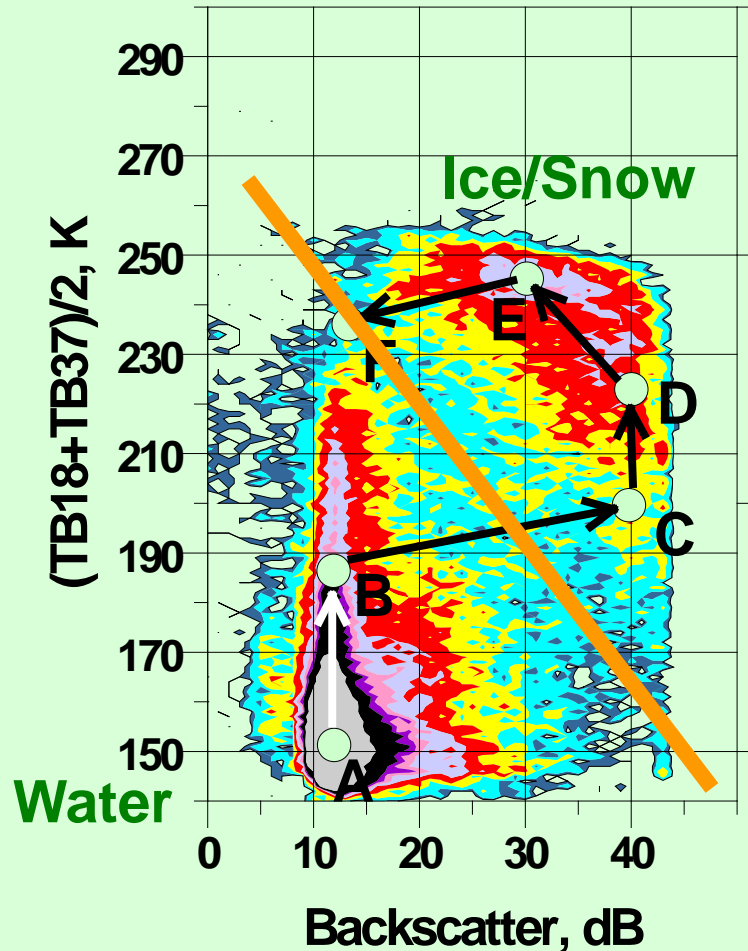 290
270
Ice/Snow
250
E
230
F
D
210
C
190
B
170
150
A
Water
0 10 20 30 40
(TB18+TB37)/2, K
Backscatter, dB